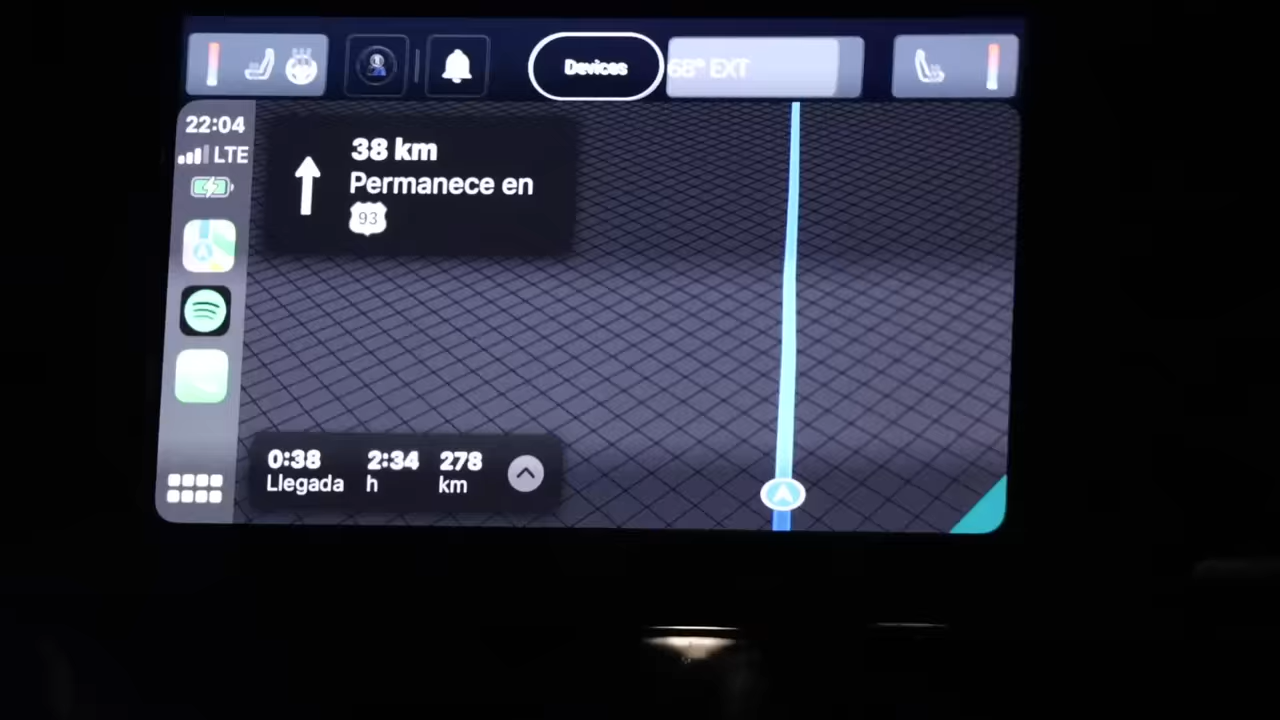 Devices
68° EXT
22:04
LTE
38 km
Permanece en
93
0:38 2:34 278
Llegada h km